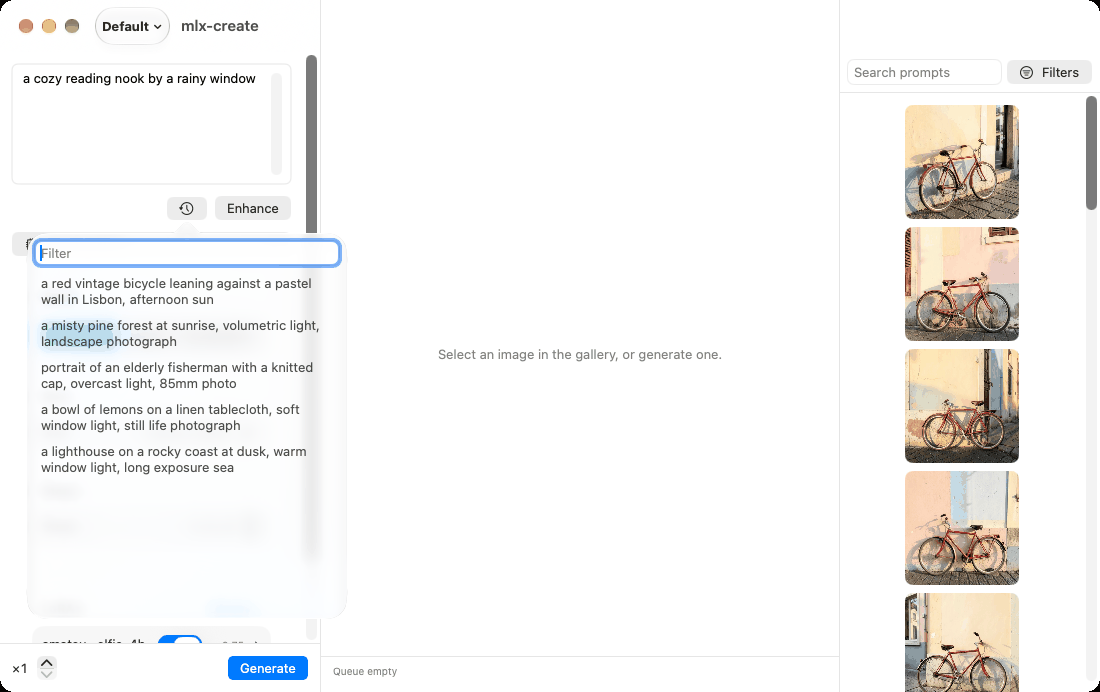 Default
mlx-create
a cozy reading nook by a rainy window
Enhance
Filter
a red vintage bicycle leaning against a pastel
wall in Lisbon, afternoon sun
a misty pine forest at sunrise, volumetric light,
landscape photograph
portrait of an elderly fisherman with a knitted
cap, overcast light, 85mm photo
a bowl of lemons on a linen tablecloth, soft
window light, still life photograph
a lighthouse on a rocky coast at dusk, warm
window light, long exposure sea
×1
Generate
Select an image in the gallery, or generate one.
Queue empty
Search prompts
Filters